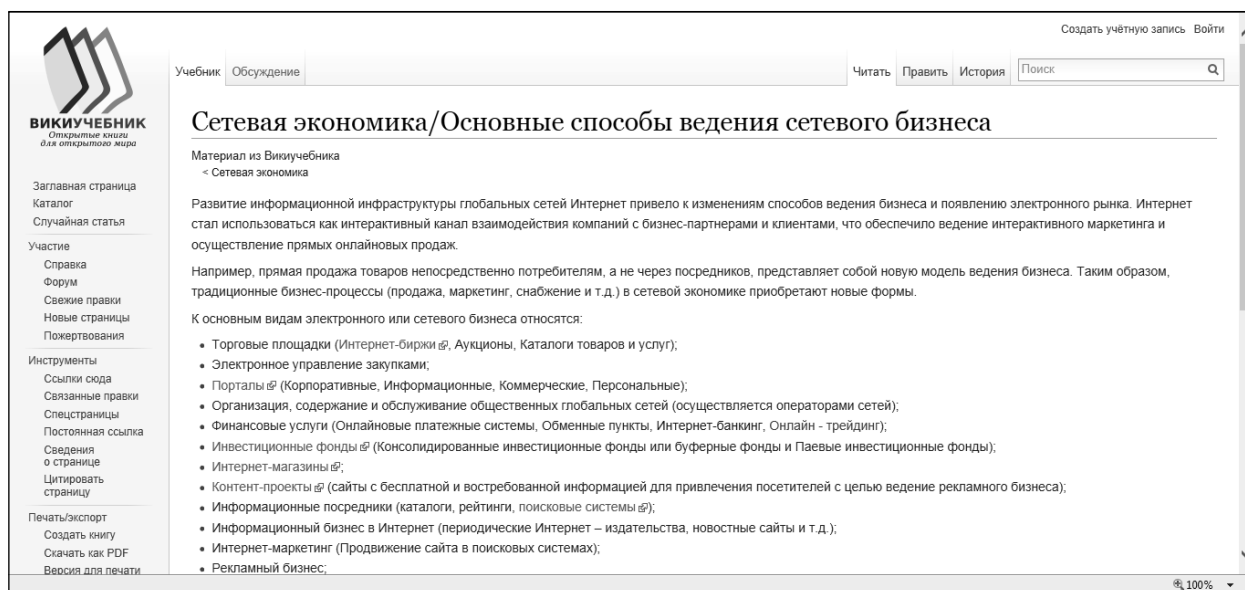 Создать учётную запись Войти
Учебник Обсуждение Читать Править История Поиск
ВИКИУЧЕБНИК
Открытые книги
для открытого мира
Заглавная страница
Каталог
Случайная статья
Участие
Справка
Форум
Свежие правки
Новые страницы
Пожертвования
Инструменты
Ссылки сюда
Связанные правки
Спецстраницы
Постоянная ссылка
Сведения
о странице
Цитировать
страницу
Печать/экспорт
Создать книгу
Скачать как PDF
Версия для печати
Сетевая экономика/Основные способы ведения сетевого бизнеса
Материал из Викиучебника
< Сетевая экономика
Развитие информационной инфраструктуры глобальных сетей Интернет привело к изменениям способов ведения бизнеса и появлению электронного рынка. Интернет
стал использоваться как интерактивный канал взаимодействия компаний с бизнес-партнерами и клиентами, что обеспечило ведение интерактивного маркетинга и
осуществление прямых онлайновых продаж.
Например, прямая продажа товаров непосредственно потребителям, а не через посредников, представляет собой новую модель ведения бизнеса. Таким образом,
традиционные бизнес-процессы (продажа, маркетинг, снабжение и т.д.) в сетевой экономике приобретают новые формы.
К основным видам электронного или сетевого бизнеса относятся:
• Торговые площадки (Интернет-биржи, Аукционы, Каталоги товаров и услуг);
• Электронное управление закупками;
• Порталы (Корпоративные, Информационные, Коммерческие, Персональные);
• Организация, содержание и обслуживание общественных глобальных сетей (осуществляется операторами сетей);
• Финансовые услуги (Онлайновые платежные системы, Обменные пункты, Интернет-банкинг, Онлайн - трейдинг);
• Инвестиционные фонды (Консолидированные инвестиционные фонды или буферные фонды и Паевые инвестиционные фонды);
• Интернет-магазины;
• Контент-проекты (сайты с бесплатной и востребованной информацией для привлечения посетителей с целью ведение рекламного бизнеса);
• Информационные посредники (каталоги, рейтинги, поисковые системы);
• Информационный бизнес в Интернет (периодические Интернет – издательства, новостные сайты и т.д.);
• Интернет-маркетинг (Продвижение сайта в поисковых системах);
• Рекламный бизнес;
100%